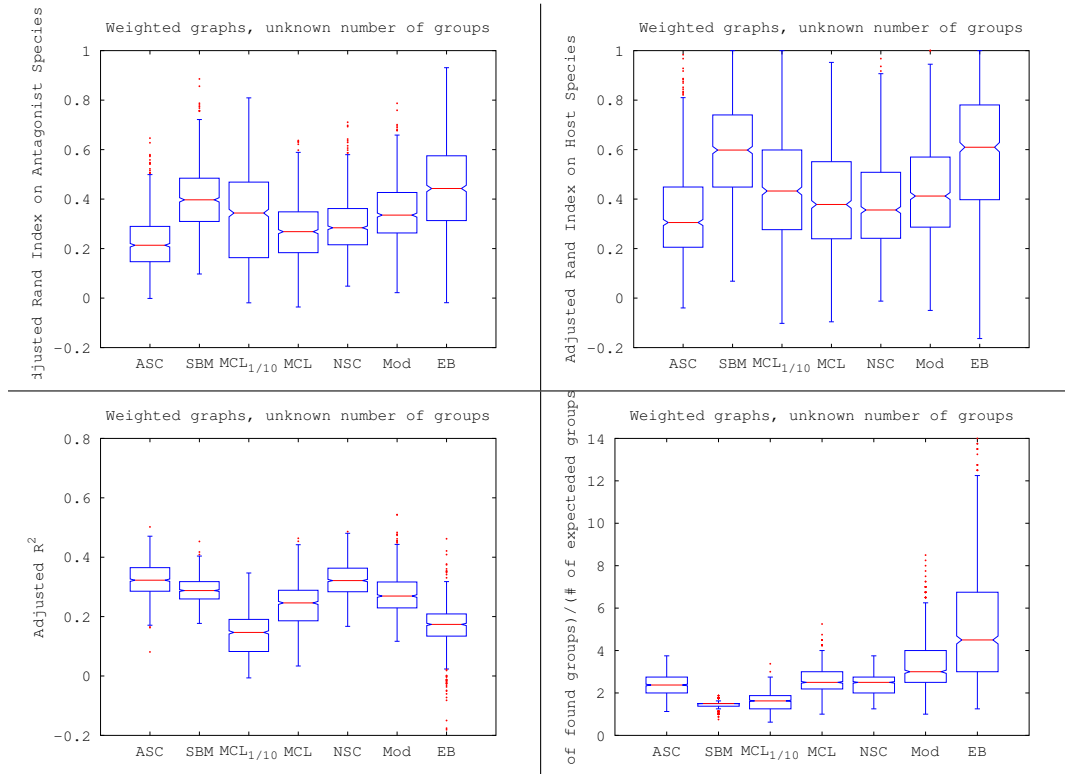 Weighted graphs, unknown number of groups
djusted Rand Index on Antagonist Species
1
0.8
0.6
0.4
0.2
0
-0.2
ASC SBM MCL1/10 MCL NSC Mod EB
Weighted graphs, unknown number of groups
Adjusted Rand Index on Host Species
1
0.8
0.6
0.4
0.2
0
-0.2
ASC SBM MCL1/10 MCL NSC Mod EB
Weighted graphs, unknown number of groups
Adjusted R2
0.8
0.6
0.4
0.2
0
-0.2
ASC SBM MCL1/10 MCL NSC Mod EB
Weighted graphs, unknown number of groups
of found groups)/(# of expecteded groups
14
12
10
8
6
4
2
0
ASC SBM MCL1/10 MCL NSC Mod EB